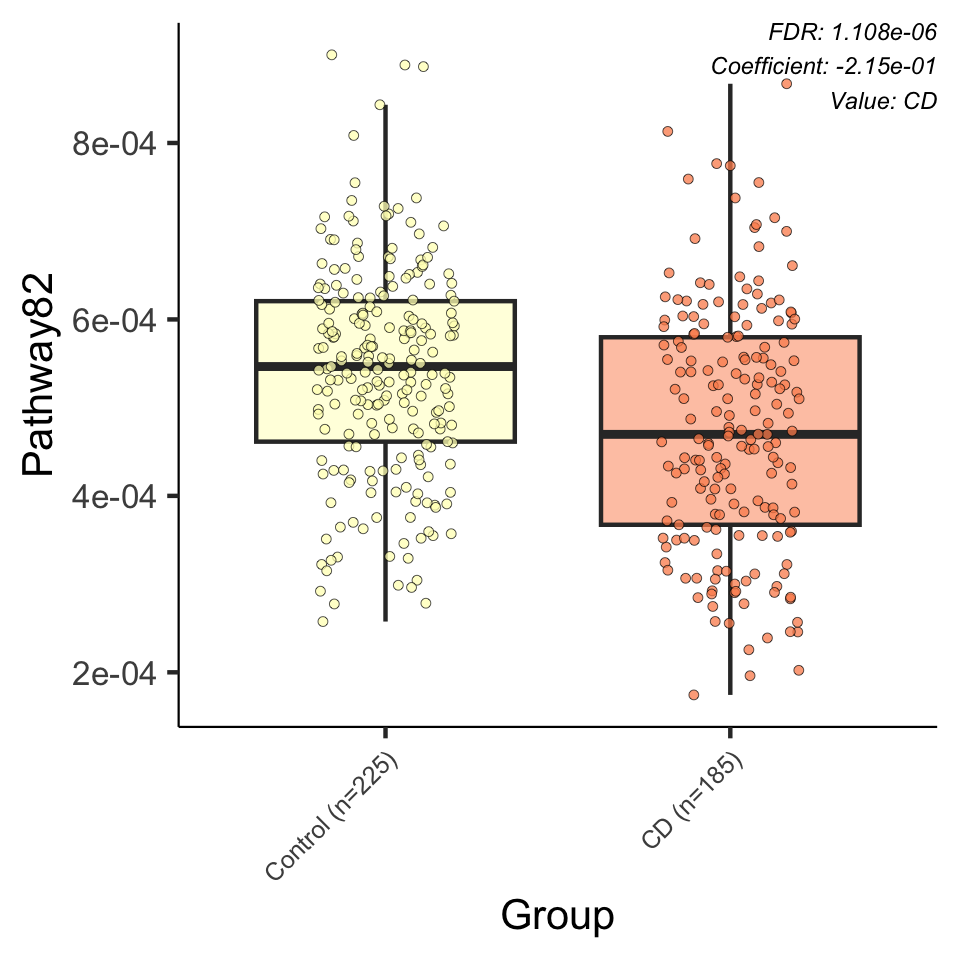 FDR: 1.108e-06
Coefficient: -2.15e-01
Value: CD
8e-04
6e-04
4e-04
2e-04
Pathway82
Control (n=225)
CD (n=185)
Group